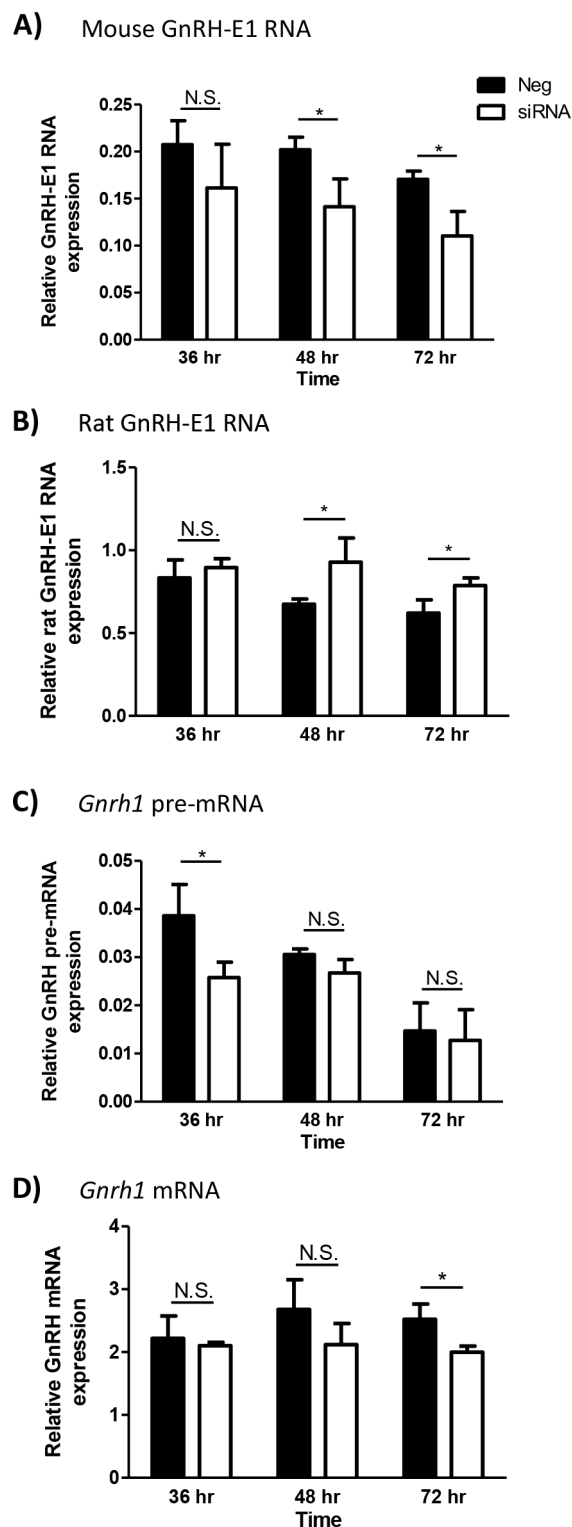 A) Mouse GnRH-E1 RNA
Neg
siRNA
Relative GnRH-E1 RNA
expression
0.25
0.20
0.15
0.10
0.05
0.00
N.S.
*
*
36 hr
48 hr
72 hr
Time
B) Rat GnRH-E1 RNA
Relative rat GnRH-E1 RNA
expression
1.5
1.0
0.5
0.0
N.S.
*
*
36 hr
48 hr
72 hr
C) Gnrh1 pre-mRNA
Relative GnRH pre-mRNA
expression
0.05
0.04
0.03
0.02
0.01
0.00
*
N.S.
N.S.
36 hr
48 hr
72 hr
Time
D) Gnrh1 mRNA
Relative GnRH mRNA
expression
4
3
2
1
0
N.S.
N.S.
*
36 hr
48 hr
72 hr
Time